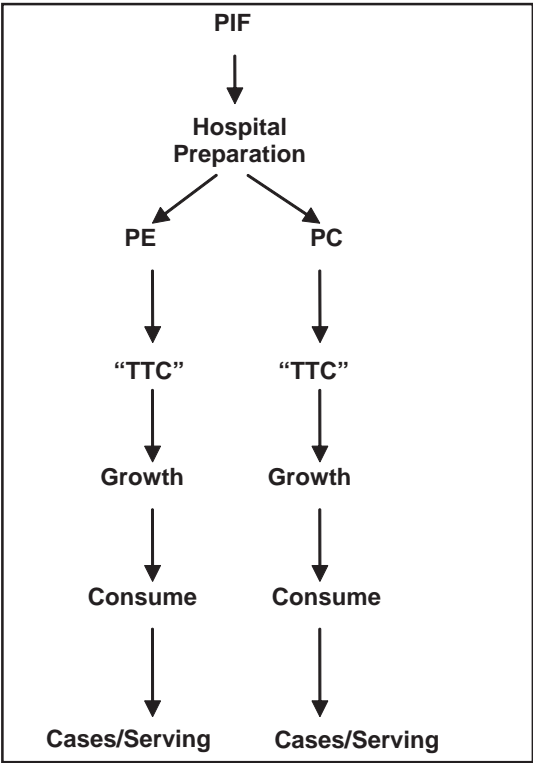 PIF
Hospital
Preparation
PE PC
“TTC” “TTC”
Growth Growth
Consume Consume
Cases/Serving Cases/Serving